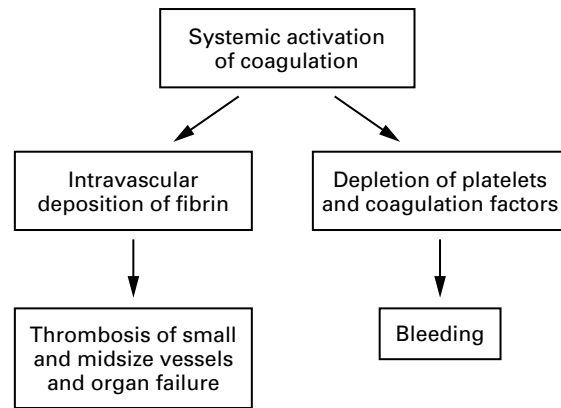 Systemic activation
of coagulation
Intravascular
deposition of fibrin
Depletion of platelets
and coagulation factors
Thrombosis of small
and midsize vessels
and organ failure
Bleeding